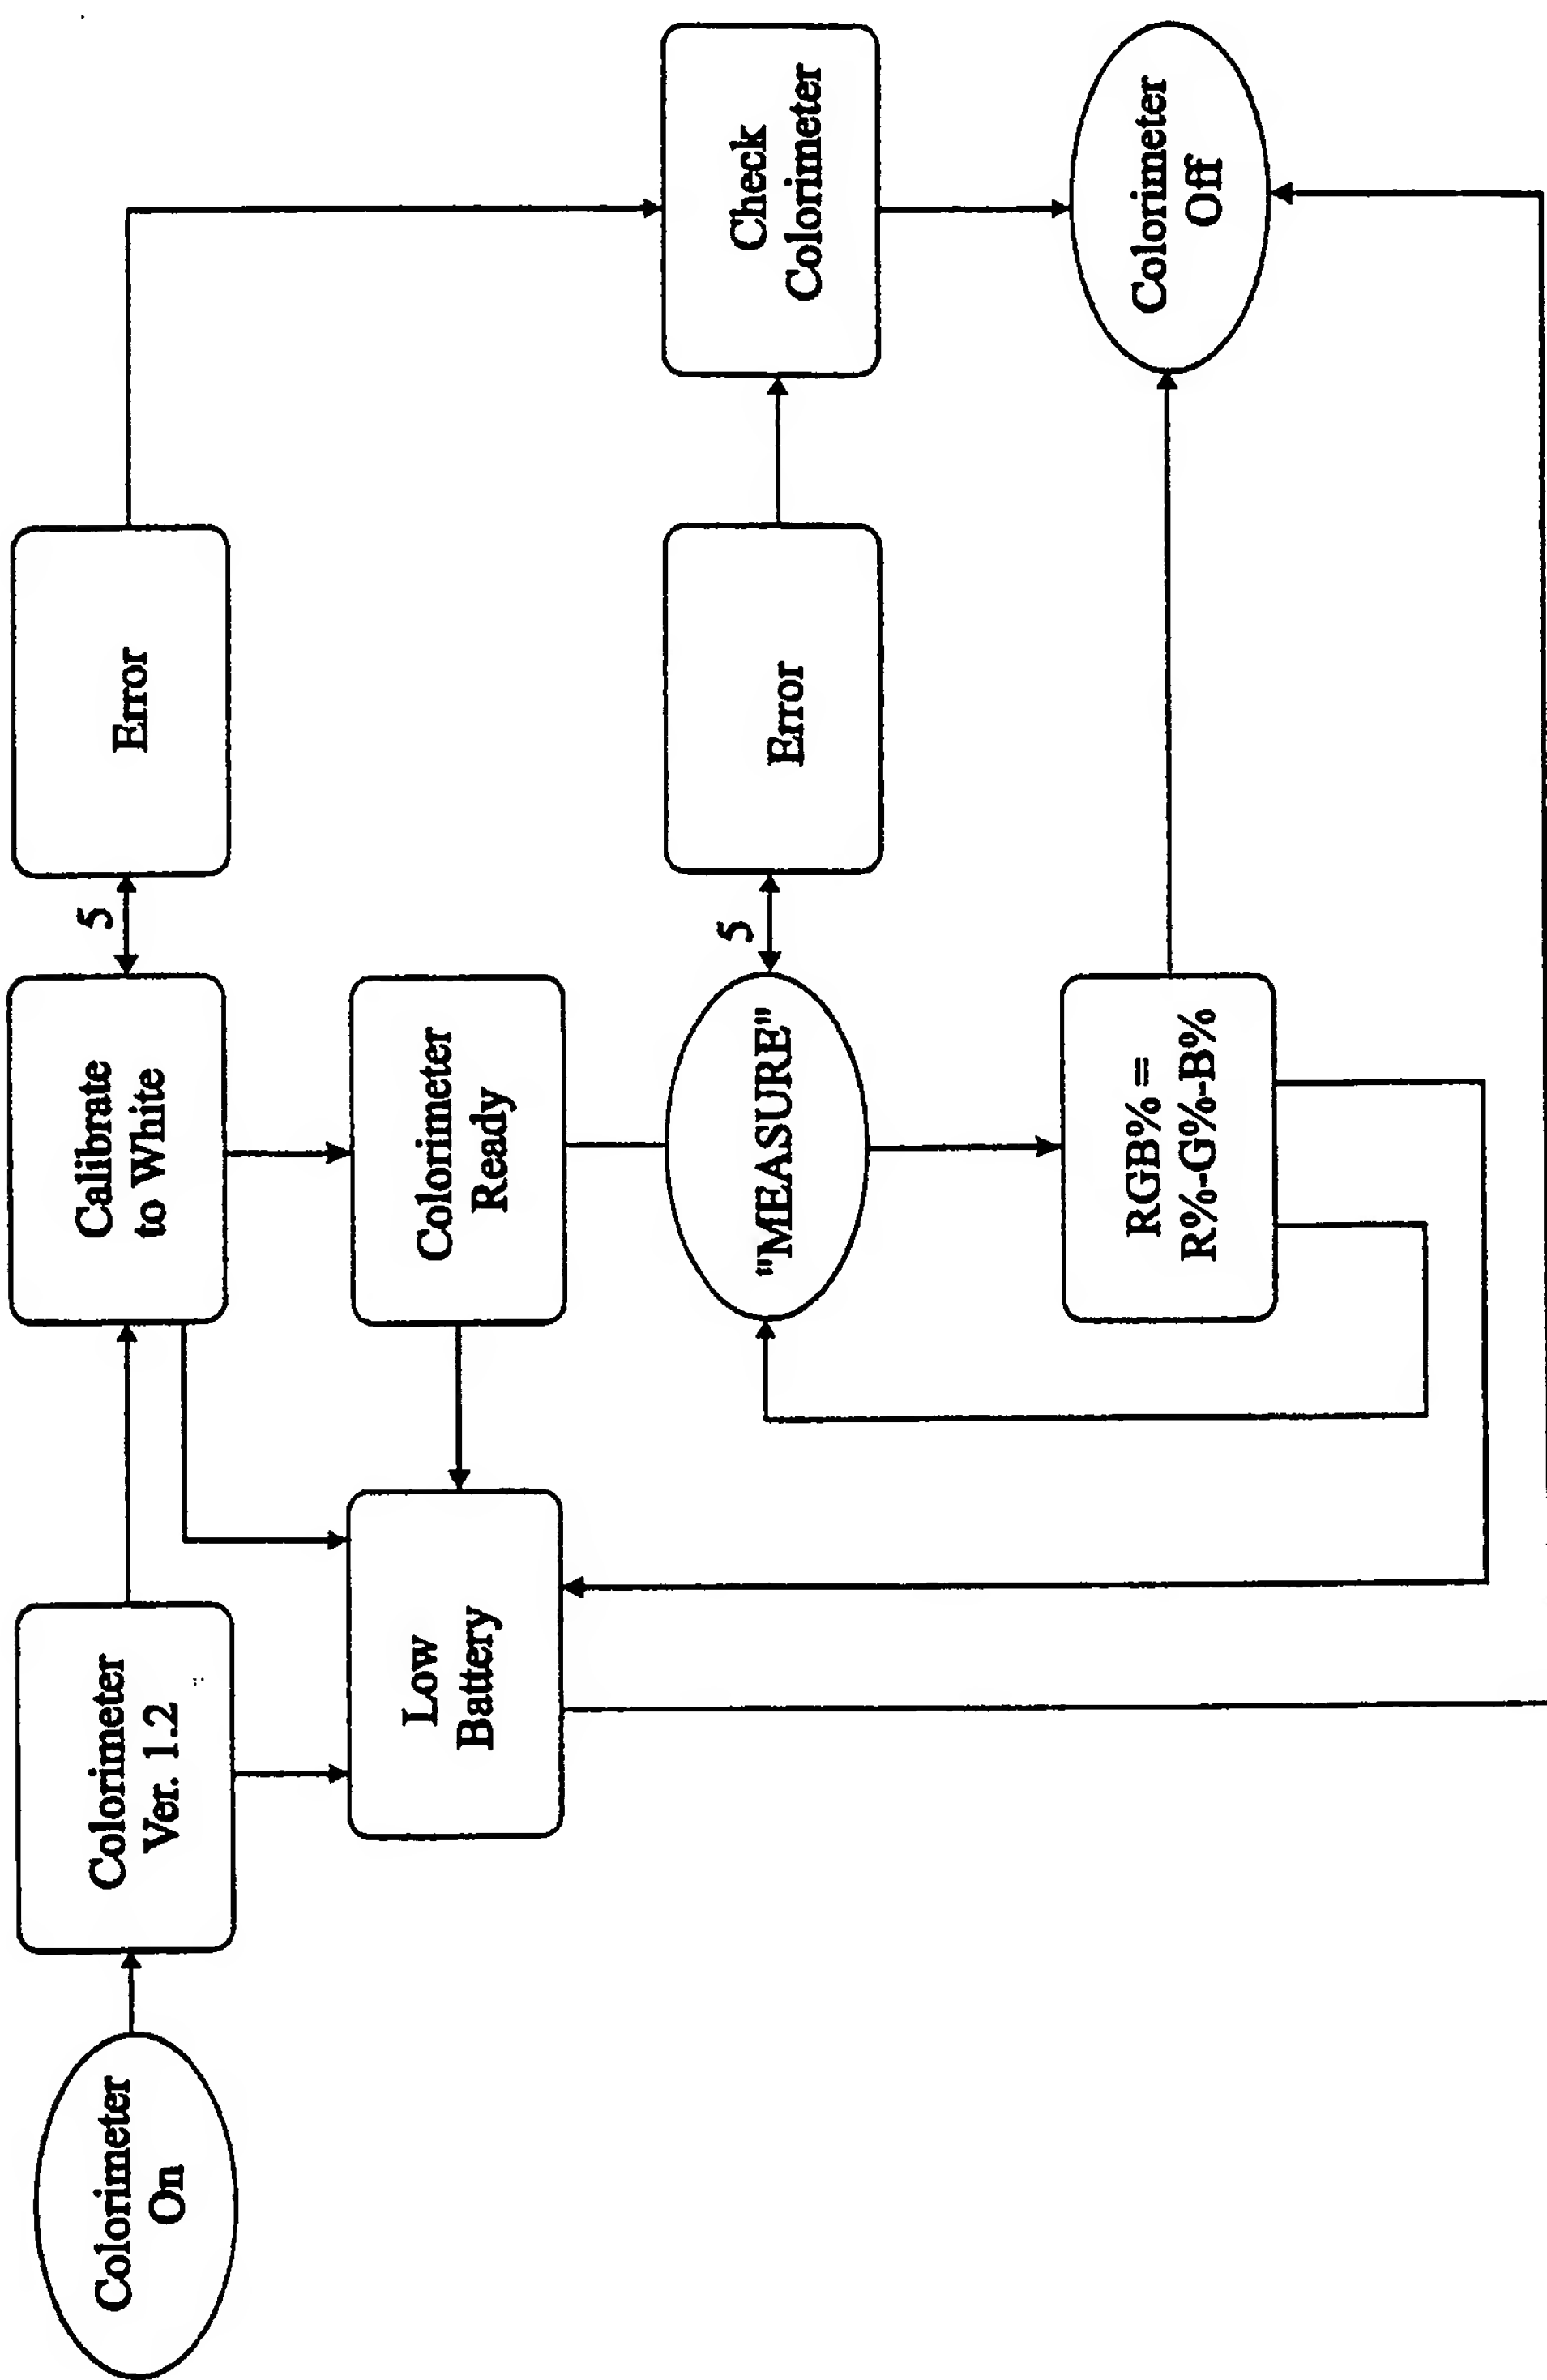 Colorimeter
On
Colorimeter
Ver. 1.2
Calibrate
to White
5
Error
Low
Battery
Colorimeter
Ready
"MEASURE"
5
Error
Check
Colorimeter
RGB% =
R%-G%-B%
Colorimeter
Off